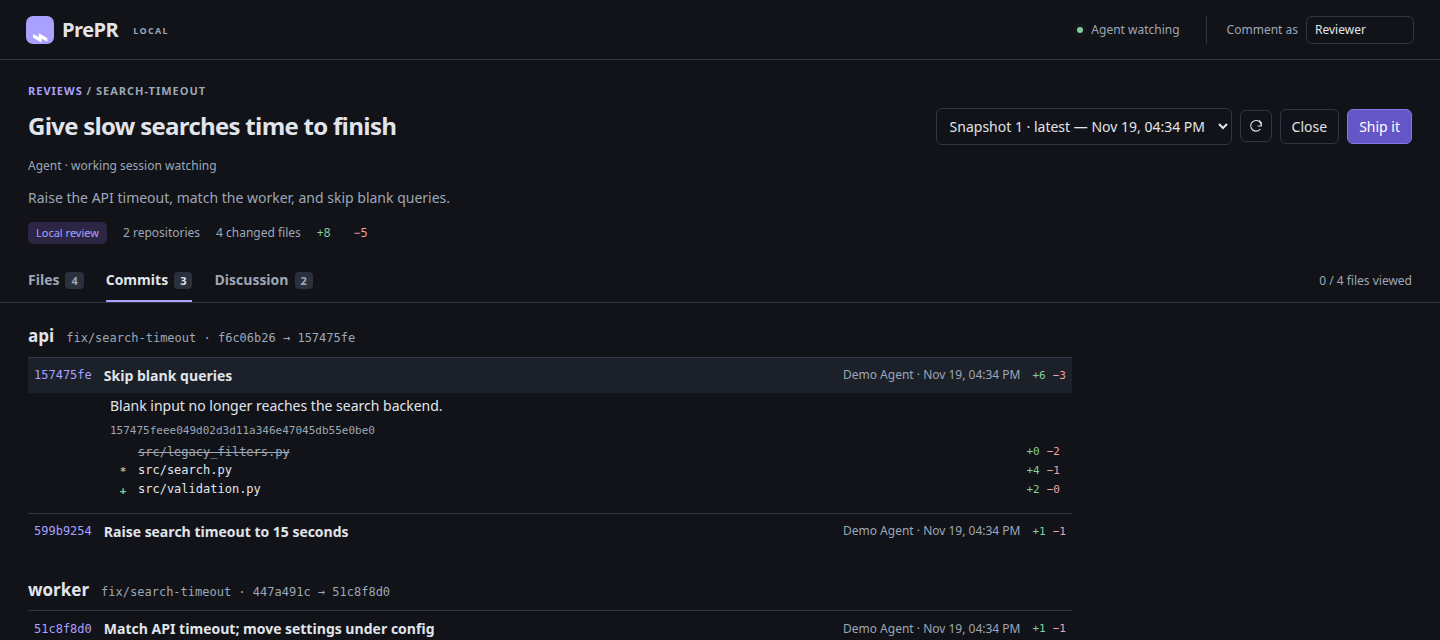 PrePR LOCAL
Agent watching
Comment as Reviewer
REVIEWS / SEARCH-TIMEOUT
Give slow searches time to finish
Snapshot 1 · latest — Nov 19, 04:34 PM
Close
Ship it
Agent · working session watching
Raise the API timeout, match the worker, and skip blank queries.
Local review 2 repositories 4 changed files +8 −5
Files 4 Commits 3 Discussion 2
0 / 4 files viewed
api fix/search-timeout · f6c06b26 → 157475fe
157475fe Skip blank queries Demo Agent · Nov 19, 04:34 PM +6 −3
Blank input no longer reaches the search backend.
157475feee049d02d3d11a346e47045db55e0be0
src/legacy_filters.py +0 −2
* src/search.py +4 −1
+ src/validation.py +2 −0
599b9254 Raise search timeout to 15 seconds Demo Agent · Nov 19, 04:34 PM +1 −1
worker fix/search-timeout · 447a491c → 51c8f8d0
51c8f8d0 Match API timeout; move settings under config Demo Agent · Nov 19, 04:34 PM +1 −1